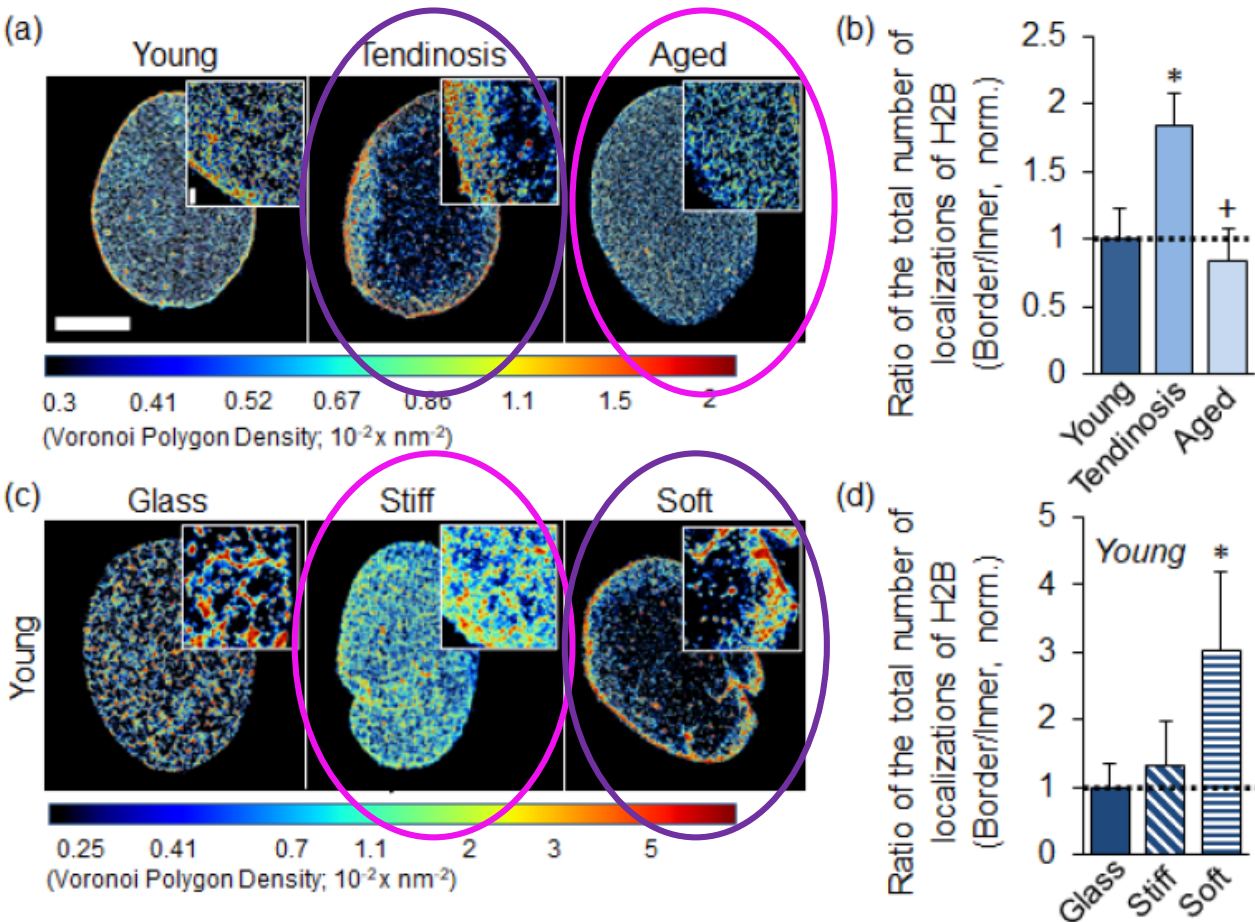 (a)
Young
Tendinosis
Aged
0.3 0.41 0.52 0.67 0.86 1.1 1.5 2
(Voronoi Polygon Density; 10⁻² x nm⁻²)
(b)
Ratio of the total number of
localizations of H2B
(Border/Inner, norm.)
2.5
2
1.5
1
0.5
0
*
+
Young
Tendinosis
Aged
(c)
Glass
Stiff
Soft
Young
0.25 0.41 0.7 1.1 2 3 5
(Voronoi Polygon Density; 10⁻² x nm⁻²)
(d)
Ratio of the total number of
localizations of H2B
(Border/Inner, norm.)
5
4
3
2
1
0
Young
*
Glass
Stiff
Soft